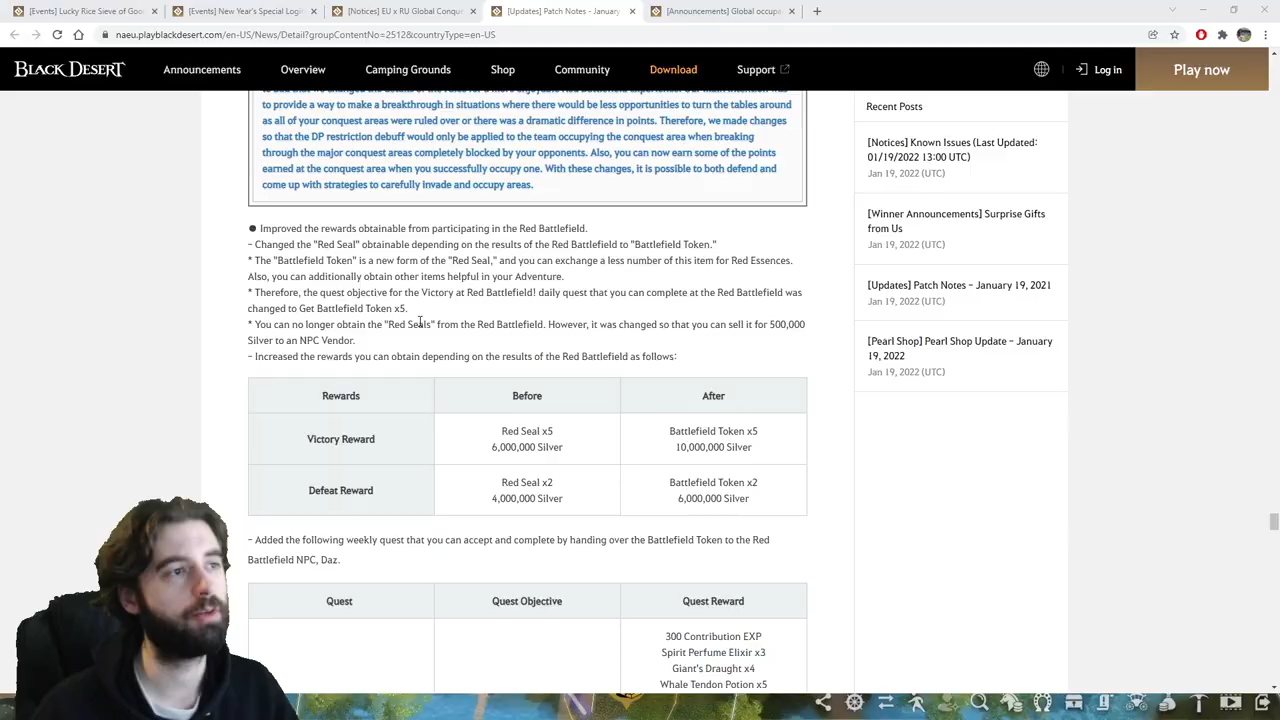 [Events] Lucky Rice Sieve of Goo
[Events] New Year's Special Logi
[Notices] EU x RU Global Conqu
[Updates] Patch Notes - January
[Announcements] Global occupa
naeu.playblackdesert.com/en-US/News/Detail?groupContentNo=2512&countryType=en-US
BLACK DESERT
Announcements
Overview
Camping Grounds
Shop
Community
Download
Support
Log in
Play now
to provide a way to make a breakthrough in situations where there would be less opportunities to turn the tables around
as all of your conquest areas were ruled over or there was a dramatic difference in points. Therefore, we made changes
so that the DP restriction debuff would only be applied to the team occupying the conquest area when breaking
through the major conquest areas completely blocked by your opponents. Also, you can now earn some of the points
earned at the conquest area when you successfully occupy one. With these changes, it is possible to both defend and
come up with strategies to carefully invade and occupy areas.
● Improved the rewards obtainable from participating in the Red Battlefield.
- Changed the "Red Seal" obtainable depending on the results of the Red Battlefield to "Battlefield Token."
* The "Battlefield Token" is a new form of the "Red Seal," and you can exchange a less number of this item for Red Essences.
Also, you can additionally obtain other items helpful in your Adventure.
* Therefore, the quest objective for the Victory at Red Battlefield! daily quest that you can complete at the Red Battlefield was
changed to Get Battlefield Token x5.
* You can no longer obtain the "Red Seals" from the Red Battlefield. However, it was changed so that you can sell it for 500,000
Silver to an NPC Vendor.
- Increased the rewards you can obtain depending on the results of the Red Battlefield as follows:
Rewards
Before
After
Victory Reward
Red Seal x5
6,000,000 Silver
Battlefield Token x5
10,000,000 Silver
Defeat Reward
Red Seal x2
4,000,000 Silver
Battlefield Token x2
6,000,000 Silver
- Added the following weekly quest that you can accept and complete by handing over the Battlefield Token to the Red
Battlefield NPC, Daz.
Quest
Quest Objective
Quest Reward
300 Contribution EXP
Spirit Perfume Elixir x3
Giant's Draught x4
Whale Tendon Potion x5
Recent Posts
[Notices] Known Issues (Last Updated:
01/19/2022 13:00 UTC)
Jan 19, 2022 (UTC)
[Winner Announcements] Surprise Gifts
from Us
Jan 19, 2022 (UTC)
[Updates] Patch Notes - January 19, 2021
Jan 19, 2022 (UTC)
[Pearl Shop] Pearl Shop Update - January
19, 2022
Jan 19, 2022 (UTC)